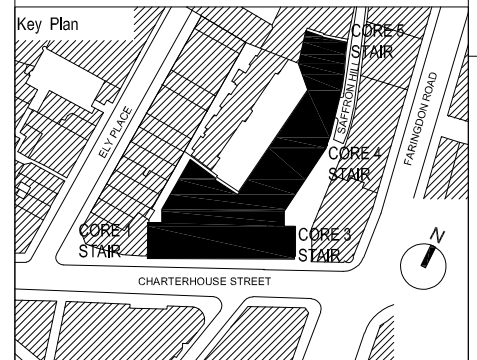 Key Plan
CORE 5
STAIR
SAFFRON HILL
FARINGDON ROAD
ELY PLACE
CORE 4
STAIR
CORE 1
STAIR
CORE 3
STAIR
N
CHARTERHOUSE STREET